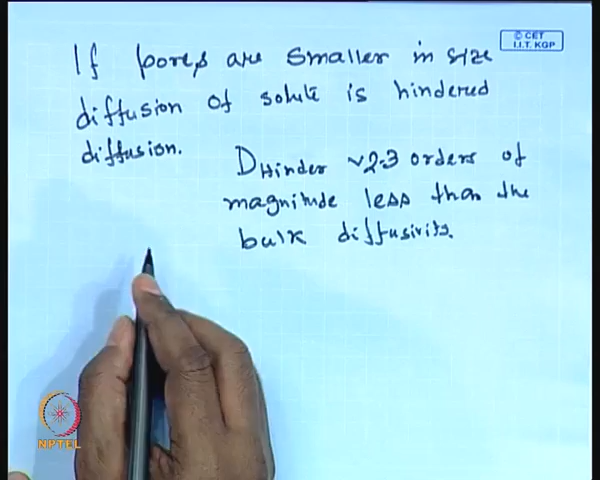 If pores are smaller in size
diffusion of solute is hindered
diffusion.
DHinder ~2-3 orders of
magnitude less than the
bulk diffusivity.
© CET
I.I.T. KGP
NPTEL